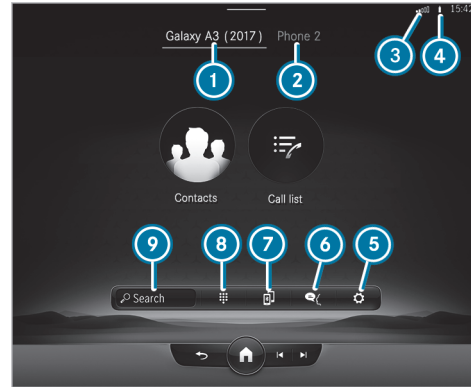 15:42
Galaxy A3 (2017) Phone 2
3 4
1 2
Contacts Call list
9 8 7 6 5
Search